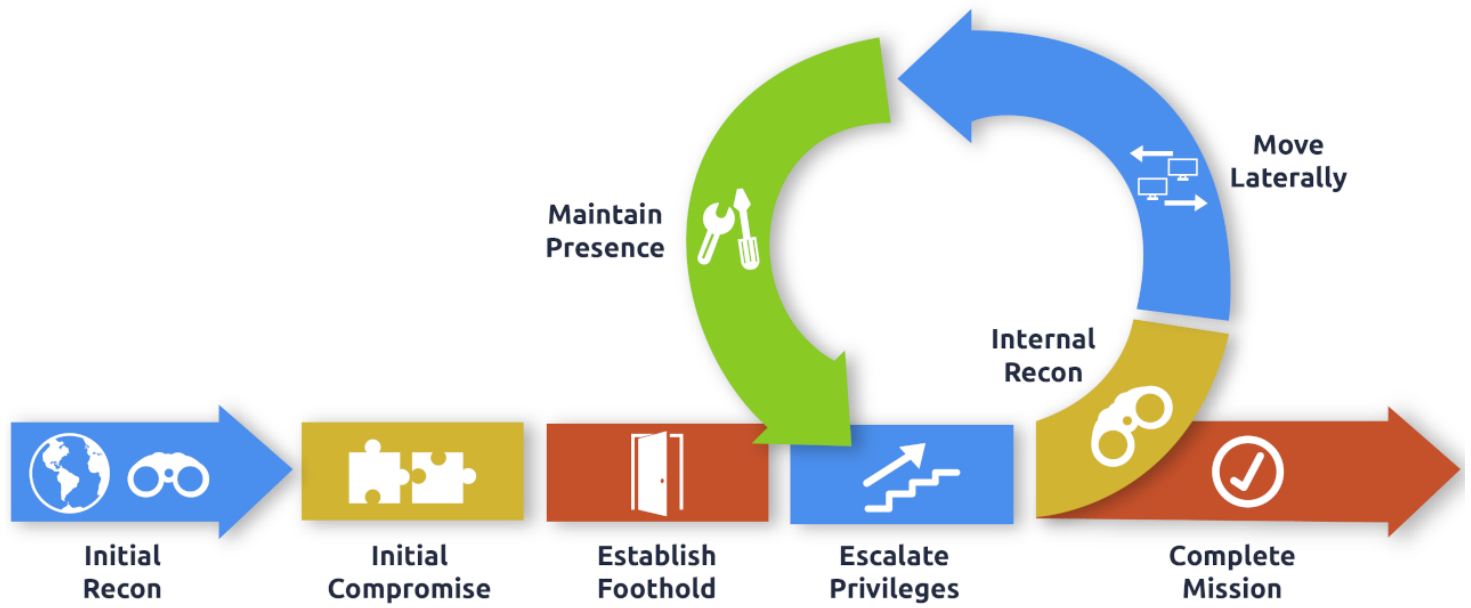 Move
Laterally
Maintain
Presence
Internal
Recon
Initial
Recon
Initial
Compromise
Establish
Foothold
Escalate
Privileges
Complete
Mission